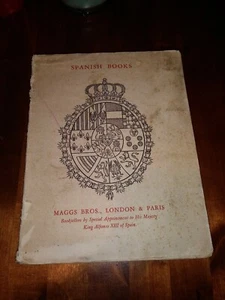 SPANISH BOOKS
MAGGS BROS., LONDON & PARIS
Booksellers by Special Appointment to His Majesty
King Alfonso XIII of Spain